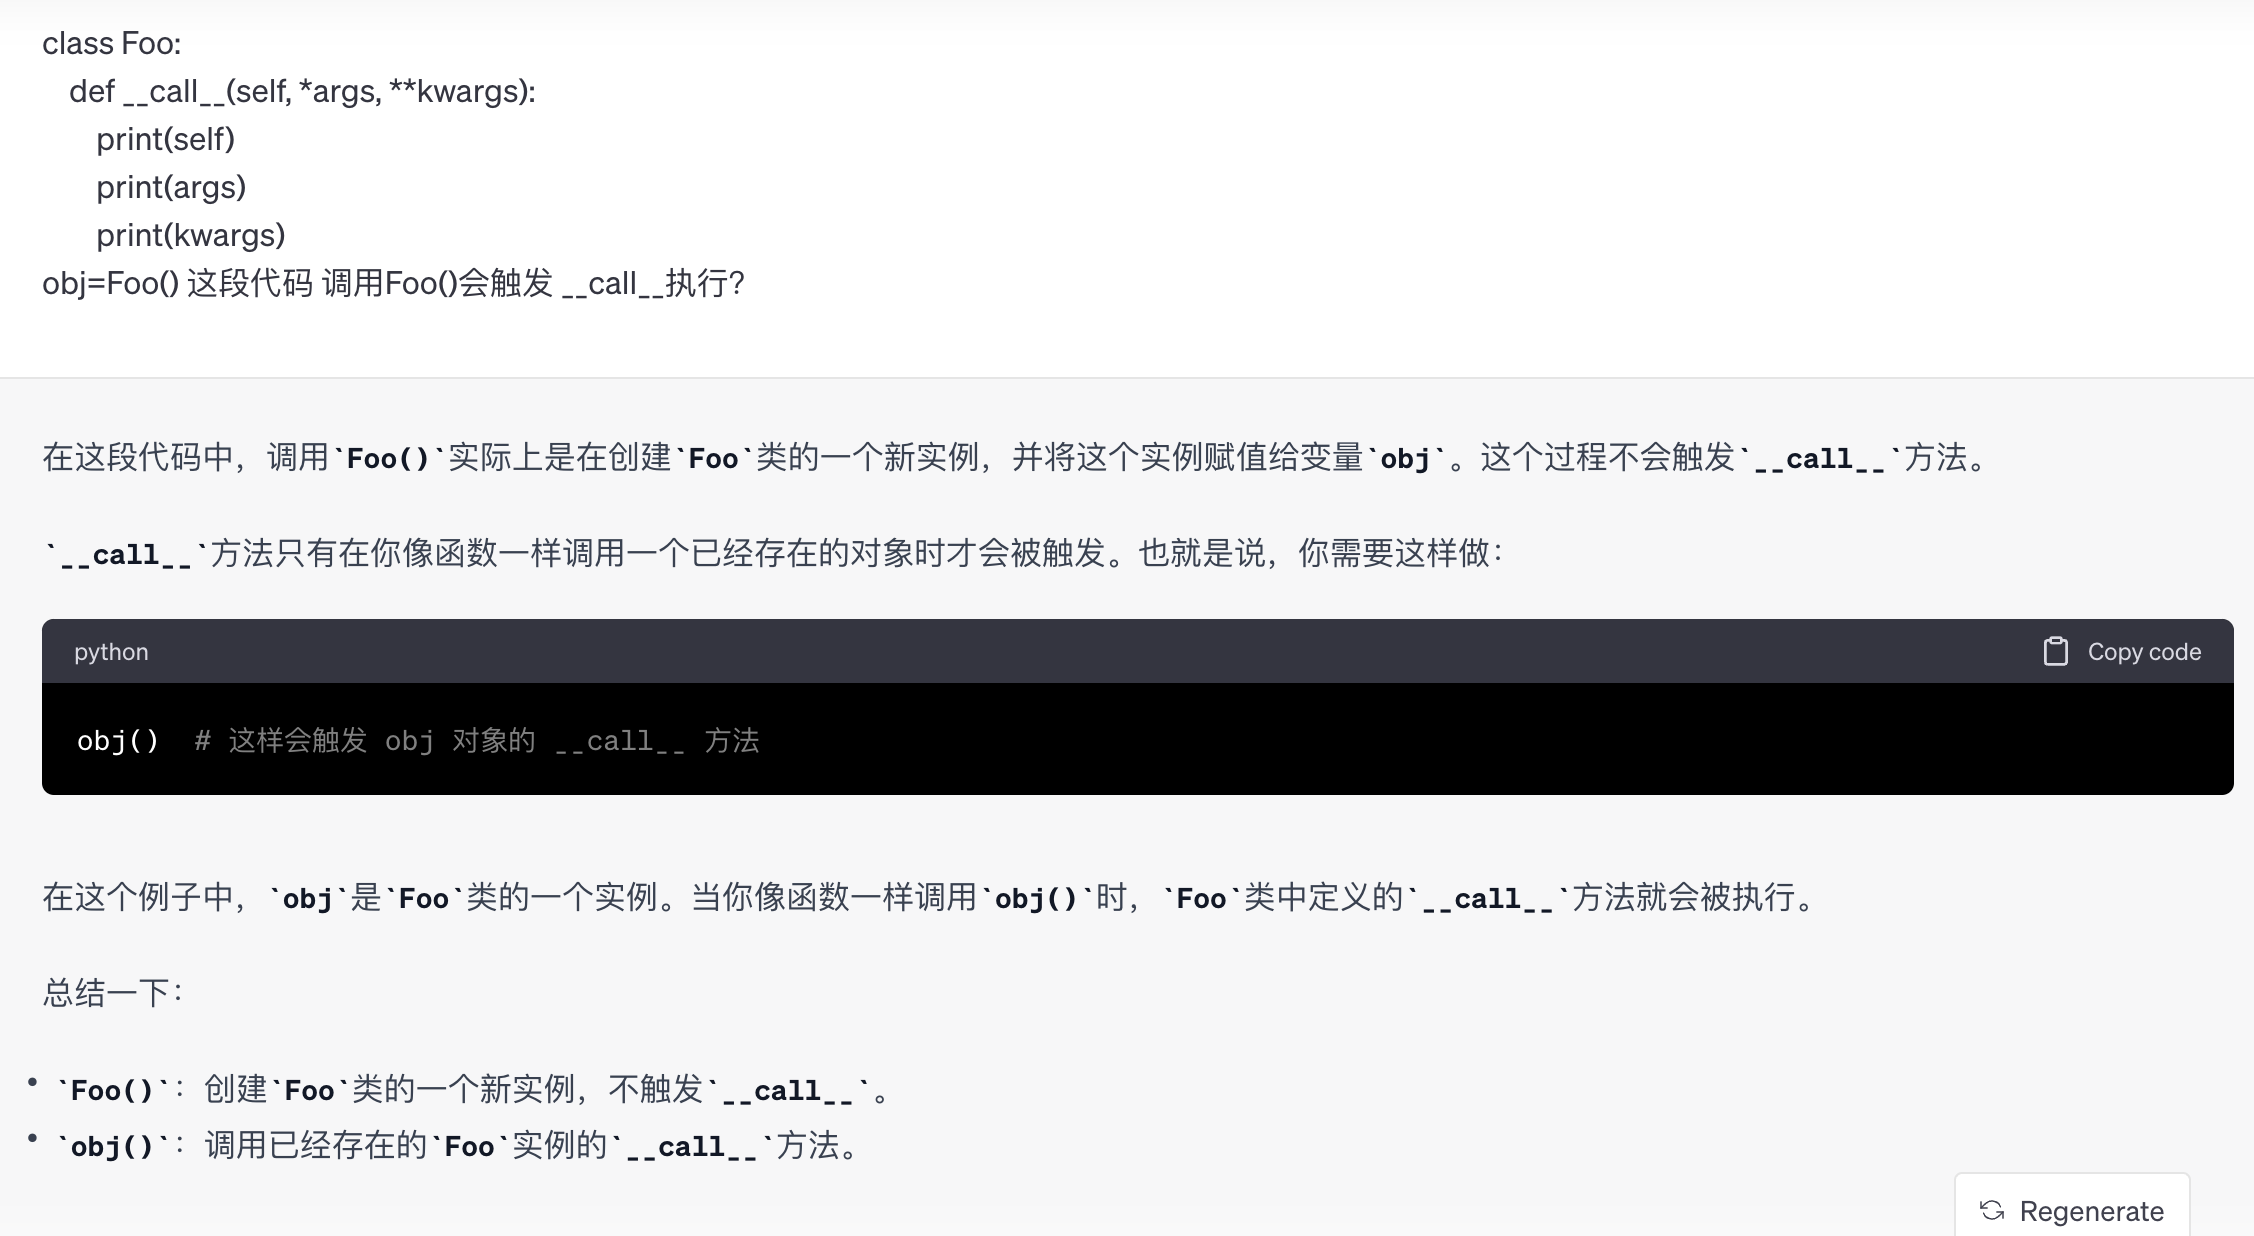 class Foo:
def __call__(self, *args, **kwargs):
print(self)
print(args)
print(kwargs)
obj=Foo() 这段代码 调用Foo()会触发 __call__执行?
在这段代码中，调用`Foo()`实际上是在创建`Foo`类的一个新实例，并将这个实例赋值给变量`obj`。这个过程不会触发`__call__`方法。
`__call__`方法只有在你像函数一样调用一个已经存在的对象时才会被触发。也就是说，你需要这样做：
python Copy code
obj() # 这样会触发 obj 对象的 __call__ 方法
在这个例子中，`obj`是`Foo`类的一个实例。当你像函数一样调用`obj()`时，`Foo`类中定义的`__call__`方法就会被执行。
总结一下：
• `Foo()`：创建`Foo`类的一个新实例，不触发`__call__`。
• `obj()`：调用已经存在的`Foo`实例的`__call__`方法。
Regenerate